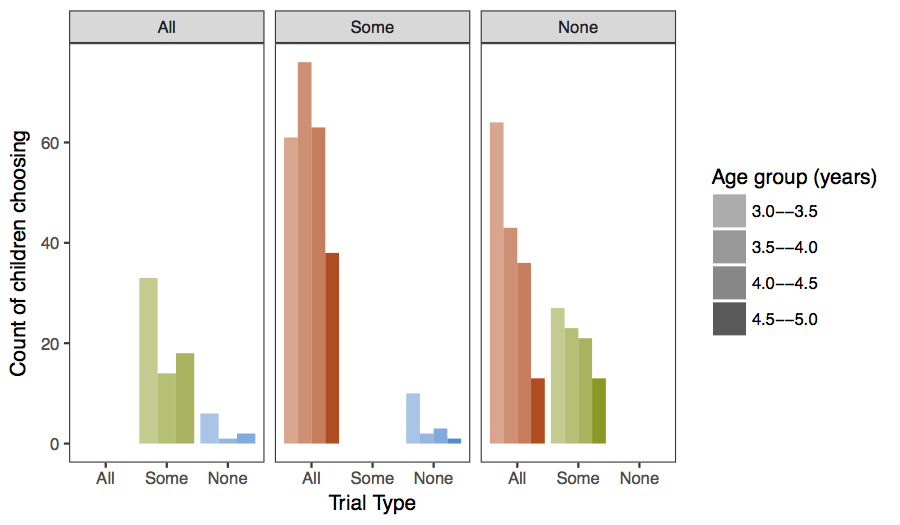 All Some None
Count of children choosing
60
40
20
0
All Some None All Some None All Some None
Trial Type
Age group (years)
3.0−−3.5
3.5−−4.0
4.0−−4.5
4.5−−5.0